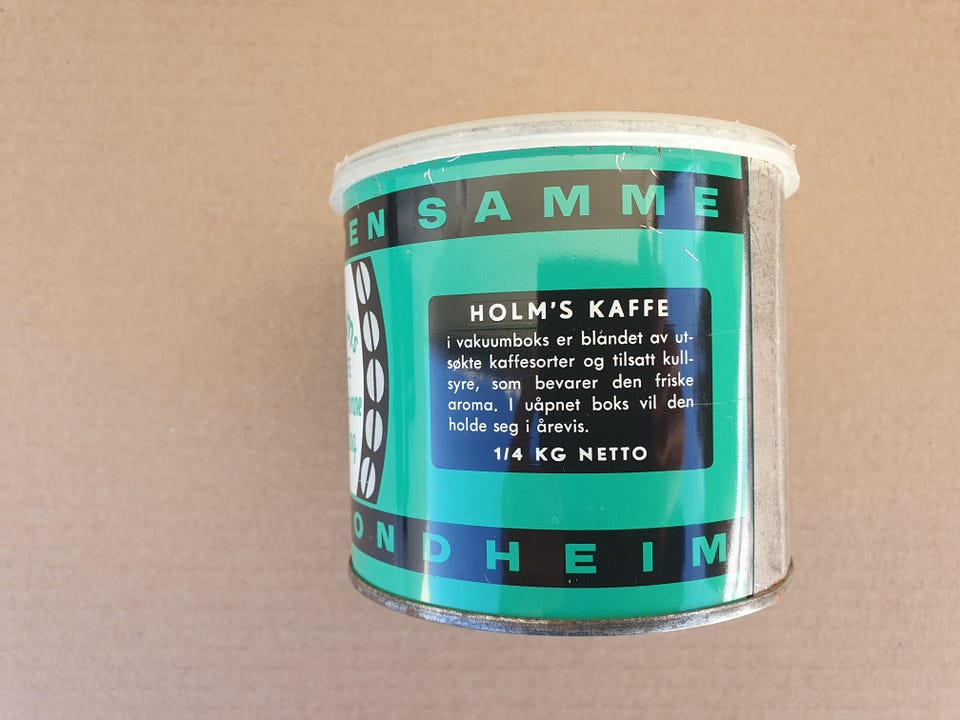 EN SAMME
HOLM'S KAFFE
i vakuumboks er blandet av ut-
søkte kaffesorter og tilsatt kull-
syre, som bevarer den friske
aroma. I uåpnet boks vil den
holde seg i årevis.
1/4 KG NETTO
ONDHEIM